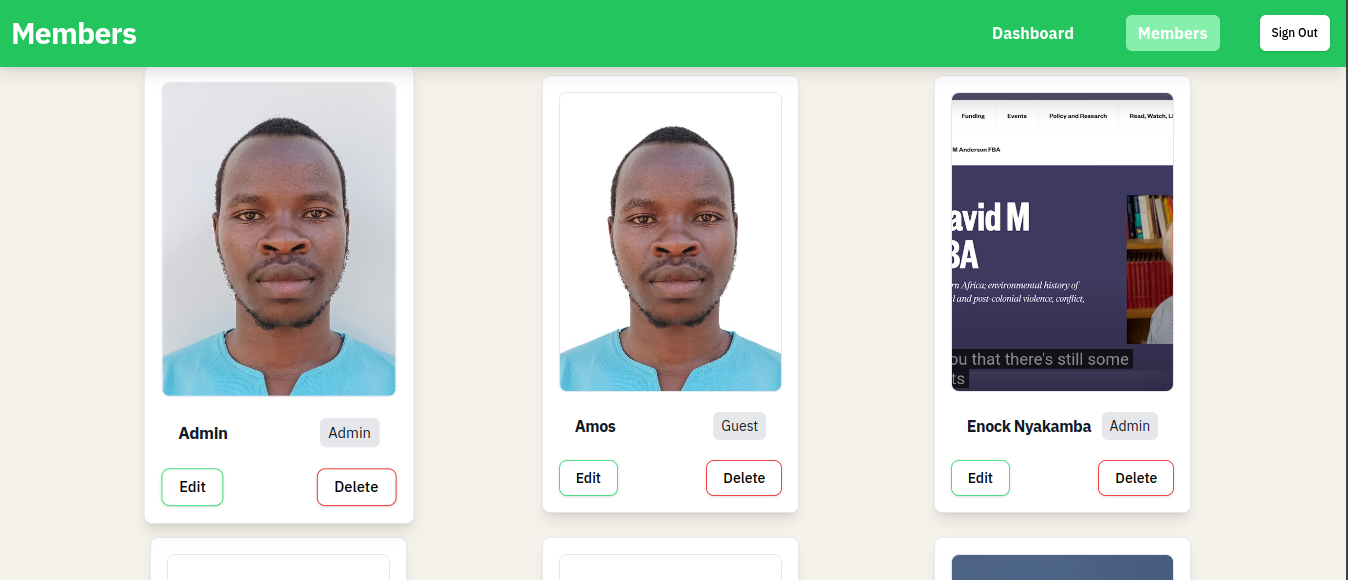 Members
Dashboard
Members
Sign Out
Admin
Admin
Edit
Delete
Amos
Guest
Edit
Delete
Funding
Events
Policy and Research
Read, Watch, Li
M Anderson FBA
avid M
BA
rn Africa; environmental history of
l and post-colonial violence, conflict,
ou that there's still some
ts
Enock Nyakamba
Admin
Edit
Delete